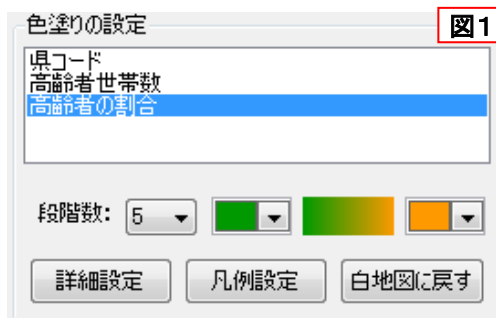 色塗りの設定
図1
県コード
高齢者世帯数
高齢者の割合
段階数: 5
詳細設定 凡例設定 白地図に戻す